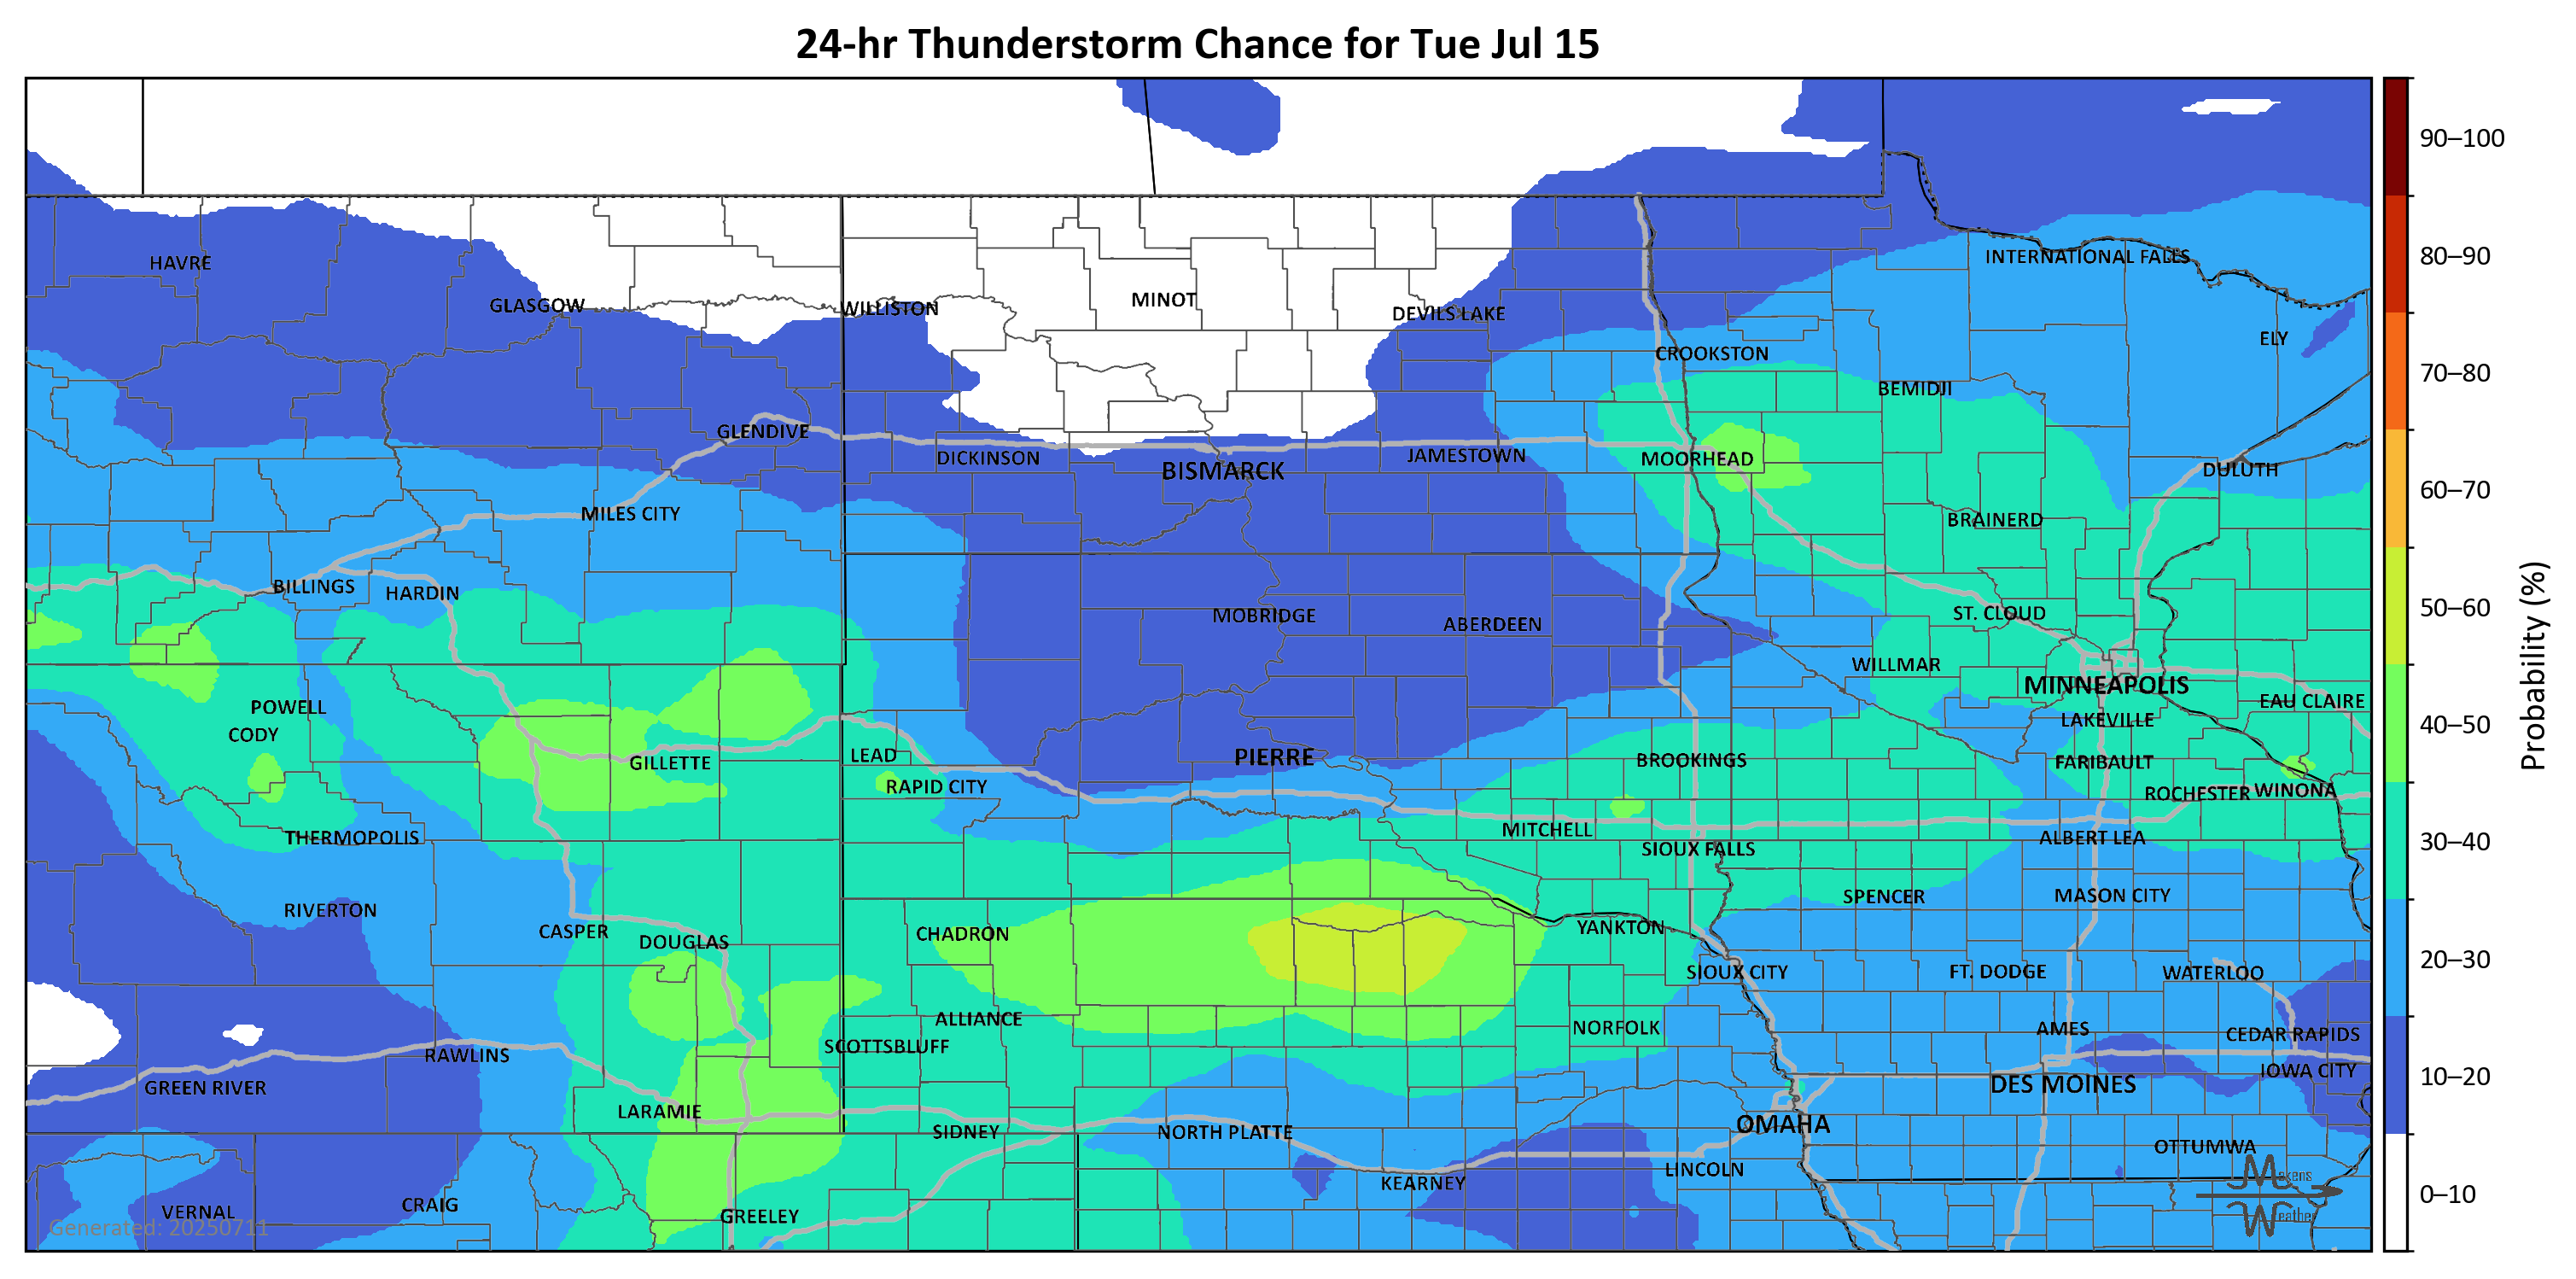 24-hr Thunderstorm Chance for Tue Jul 15
90–100
80–90
70–80
60–70
50–60
40–50
30–40
20–30
10–20
0–10
Probability (%)
HAVRE
INTERNATIONAL FALLS
GLASGOW
WILLISTON
MINOT
DEVILS LAKE
ELY
CROOKSTON
BEMIDJI
GLENDIVE
DICKINSON
BISMARCK
JAMESTOWN
MOORHEAD
DULUTH
MILES CITY
BRAINERD
BILLINGS
HARDIN
MOBRIDGE
ABERDEEN
ST. CLOUD
WILLMAR
MINNEAPOLIS
POWELL
EAU CLAIRE
CODY
LAKEVILLE
GILLETTE
LEAD
PIERRE
BROOKINGS
FARIBAULT
RAPID CITY
ROCHESTER
WINONA
THERMOPOLIS
MITCHELL
ALBERT LEA
SIOUX FALLS
RIVERTON
SPENCER
MASON CITY
CASPER
DOUGLAS
CHADRON
YANKTON
SIOUX CITY
FT. DODGE
WATERLOO
ALLIANCE
NORFOLK
AMES
CEDAR RAPIDS
RAWLINS
SCOTTSBLUFF
GREEN RIVER
DES MOINES
IOWA CITY
LARAMIE
SIDNEY
NORTH PLATTE
OMAHA
OTTUMWA
LINCOLN
KEARNEY
VERNAL
CRAIG
GREELEY
Makens
Weather
Generated: 20250711